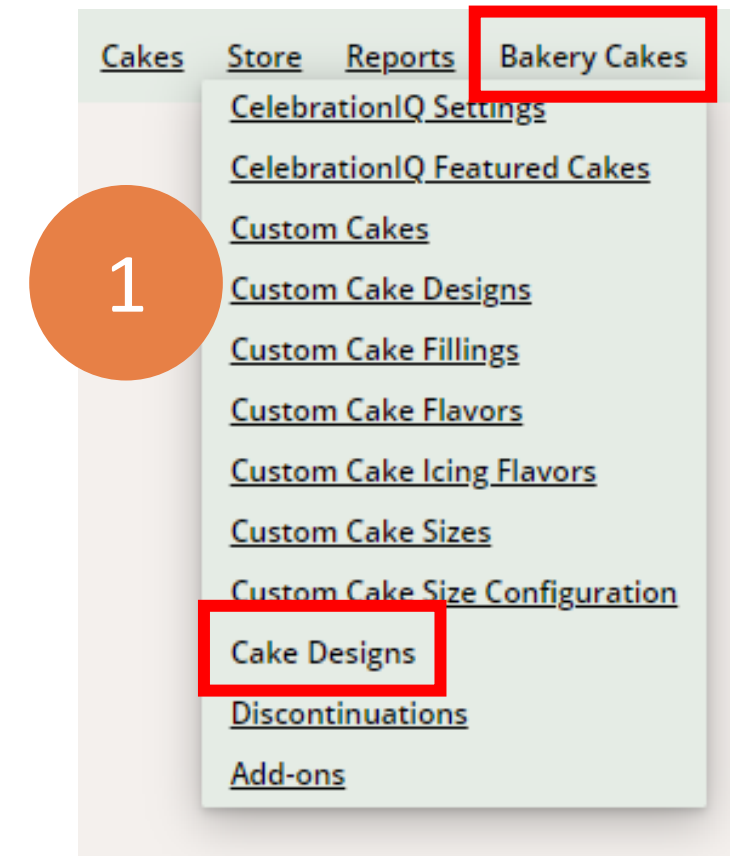 Cakes Store Reports Bakery Cakes
CelebrationIQ Settings
CelebrationIQ Featured Cakes
Custom Cakes
1
Custom Cake Designs
Custom Cake Fillings
Custom Cake Flavors
Custom Cake Icing Flavors
Custom Cake Sizes
Custom Cake Size Configuration
Cake Designs
Discontinuations
Add-ons